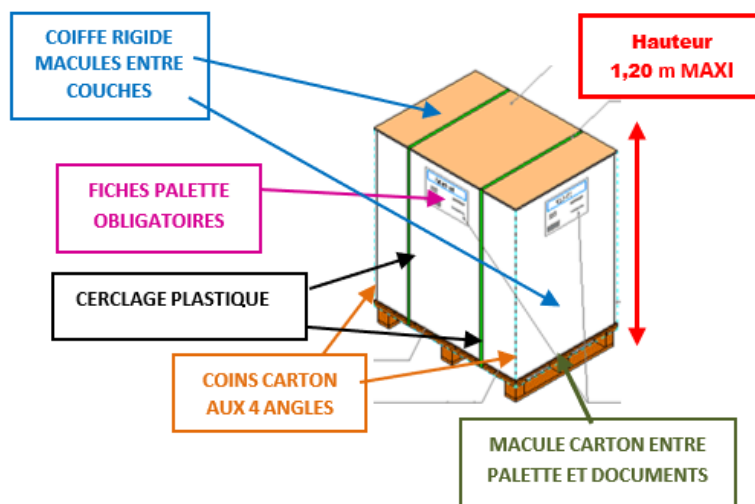 COIFFE RIGIDE
MACULES ENTRE
COUCHES
Hauteur
1,20 m MAXI
FICHES PALETTE
OBLIGATOIRES
CERCLAGE PLASTIQUE
COINS CARTON
AUX 4 ANGLES
MACULE CARTON ENTRE
PALETTE ET DOCUMENTS